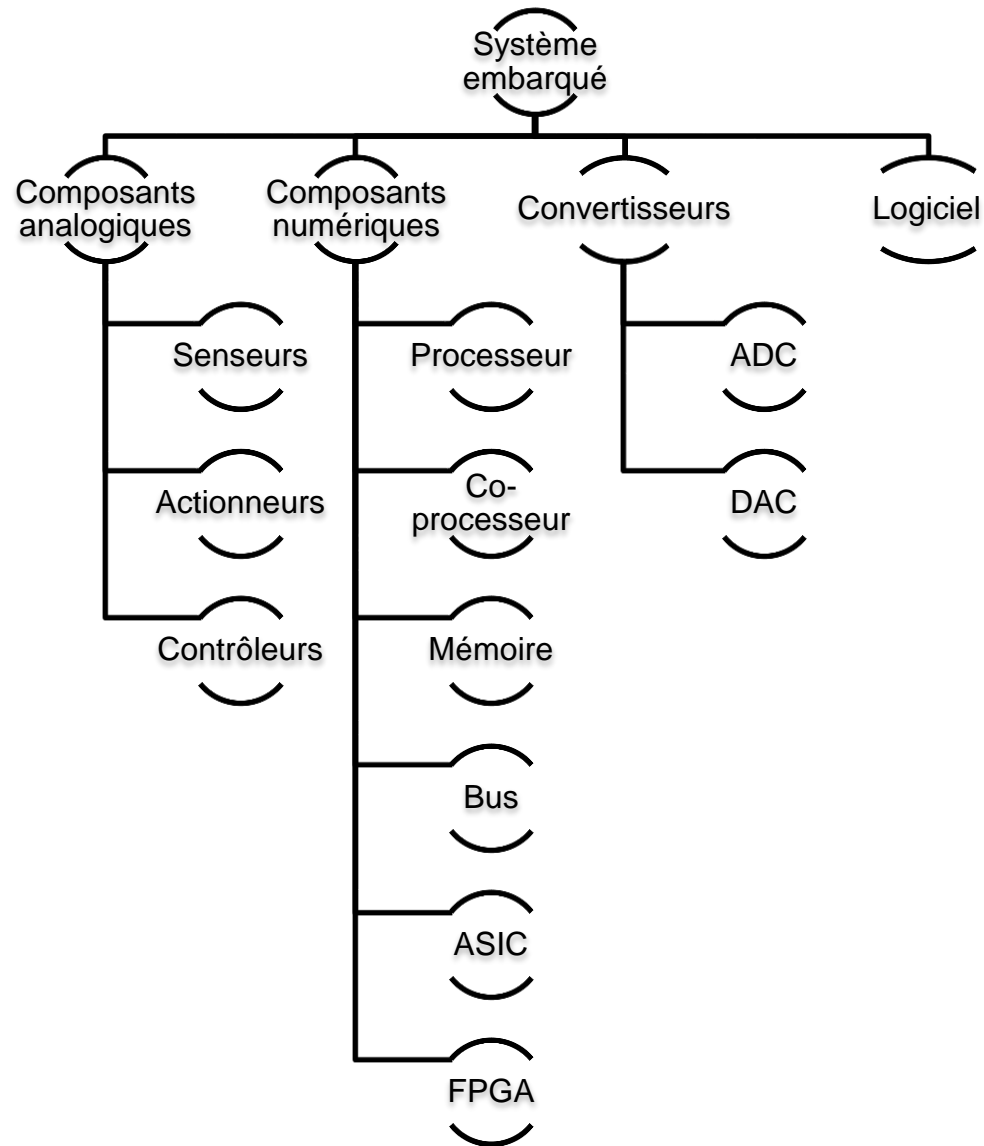 Système
embarqué
Composants
analogiques
Composants
numériques
Convertisseurs
Logiciel
Senseurs
Processeur
ADC
Actionneurs
Co-
processeur
DAC
Contrôleurs
Mémoire
Bus
ASIC
FPGA